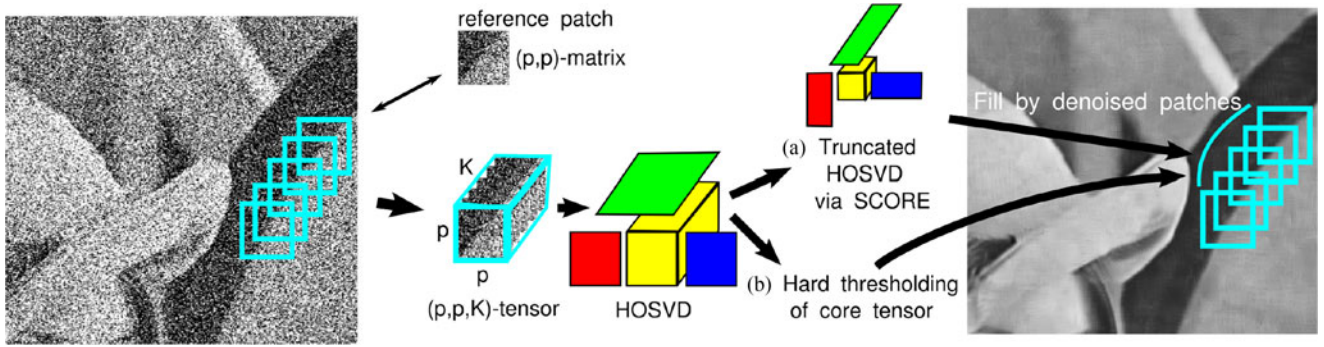 reference patch
(p,p)-matrix
K
p
p
(p,p,K)-tensor
HOSVD
(a) Truncated
HOSVD
via SCORE
(b) Hard thresholding
of core tensor
Fill by denoised patches